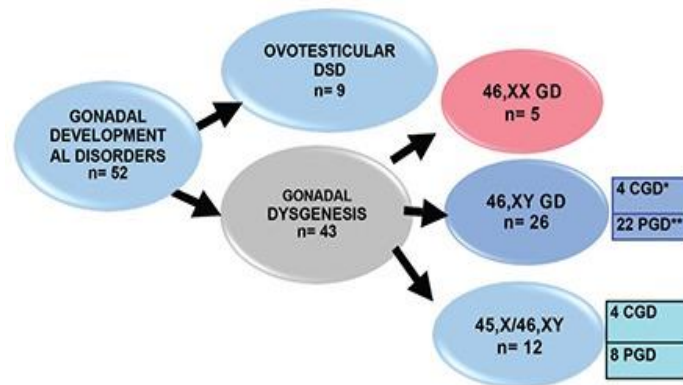 OVOTESTICULAR
DSD
n= 9
GONADAL
DEVELOPMENT
AL DISORDERS
n= 52
GONADAL
DYSGENESIS
n= 43
46,XX GD
n= 5
46,XY GD
n= 26
4 CGD*
22 PGD**
45,X/46,XY
n= 12
4 CGD
8 PGD